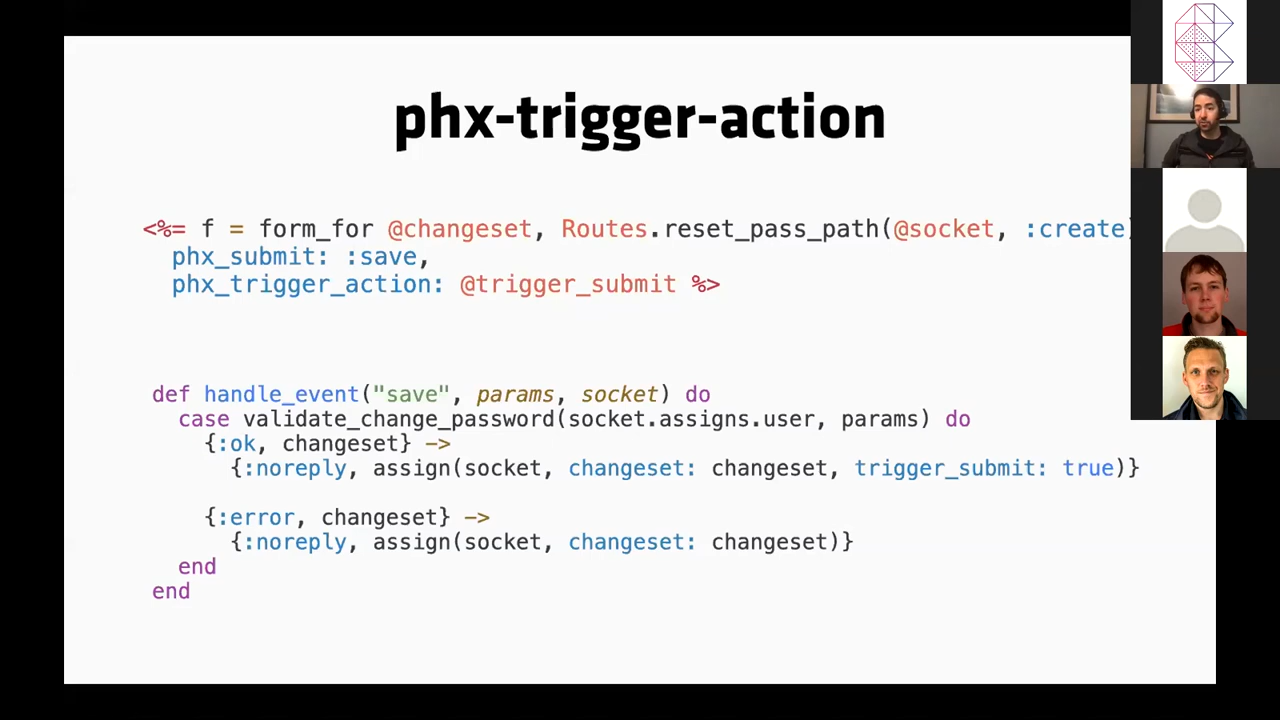 phx-trigger-action
<%= f = form_for @changeset, Routes.reset_pass_path(@socket, :create)
phx_submit: :save,
phx_trigger_action: @trigger_submit %>
def handle_event("save", params, socket) do
case validate_change_password(socket.assigns.user, params) do
{:ok, changeset} ->
{:noreply, assign(socket, changeset: changeset, trigger_submit: true)}
{:error, changeset} ->
{:noreply, assign(socket, changeset: changeset)}
end
end